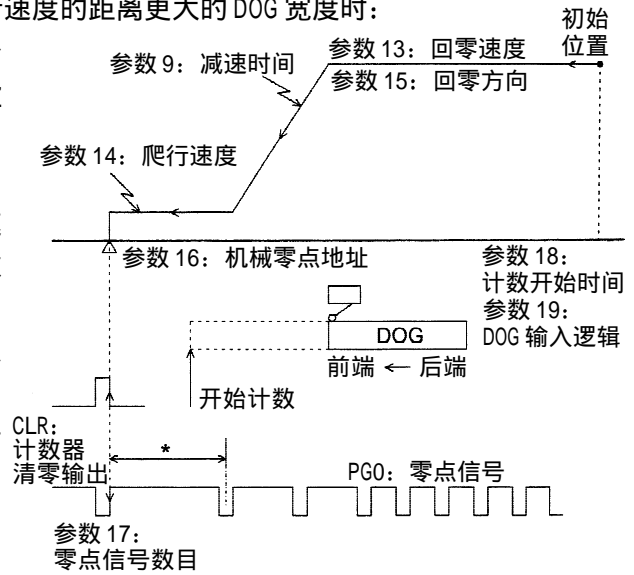 速度的距离更大的 DOG 宽度时：
初始
位置
参数 13：回零速度
参数 9：减速时间
参数 15：回零方向
参数 14：爬行速度
参数 16：机械零点地址
参数 18：
计数开始时间
参数 19：
DOG 输入逻辑
DOG
前端 ← 后端
开始计数
CLR：
计数器
清零输出
*
PG0：零点信号
参数 17：
零点信号数目